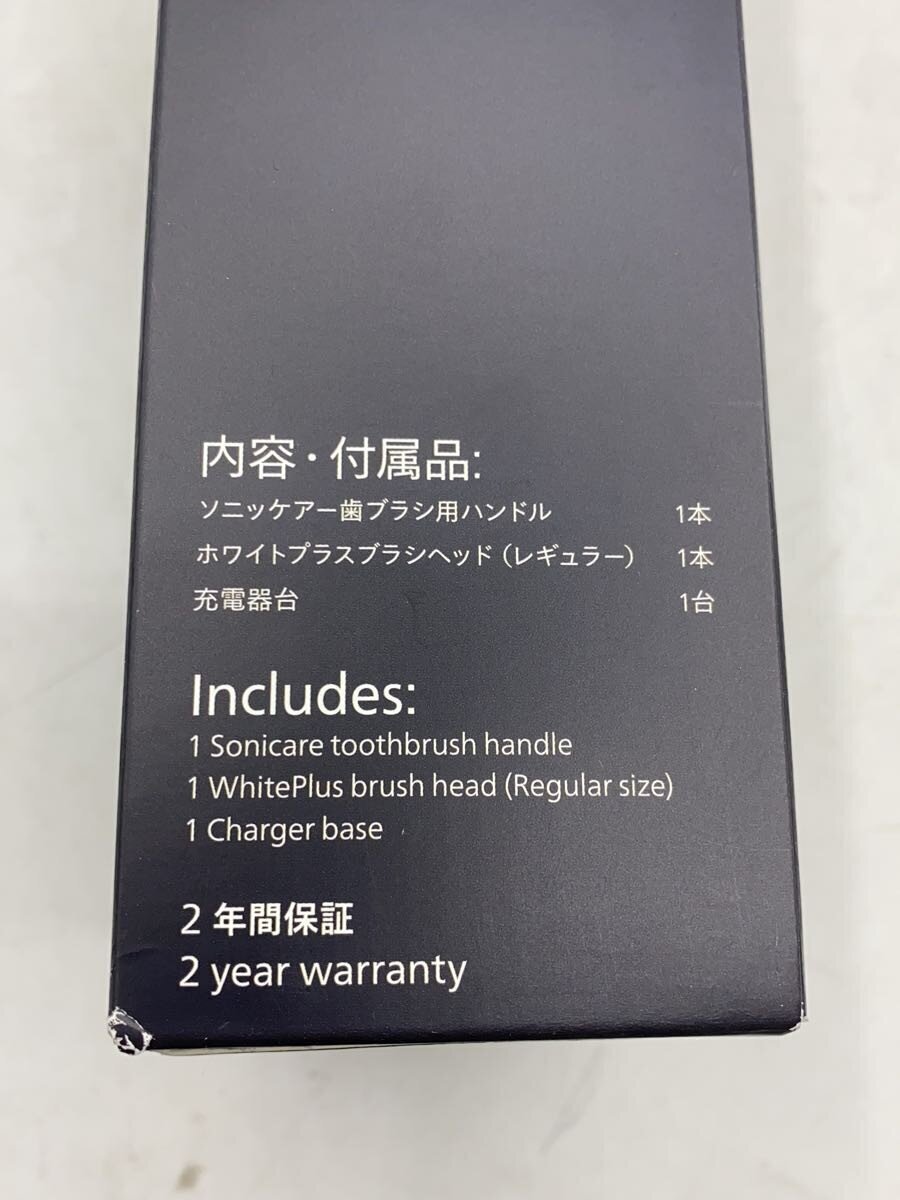 内容・付属品:
ソニッケアー歯ブラシ用ハンドル 1本
ホワイトプラスブラシヘッド（レギュラー） 1本
充電器台 1台
Includes:
1 Sonicare toothbrush handle
1 WhitePlus brush head (Regular size)
1 Charger base
2 年間保証
2 year warranty